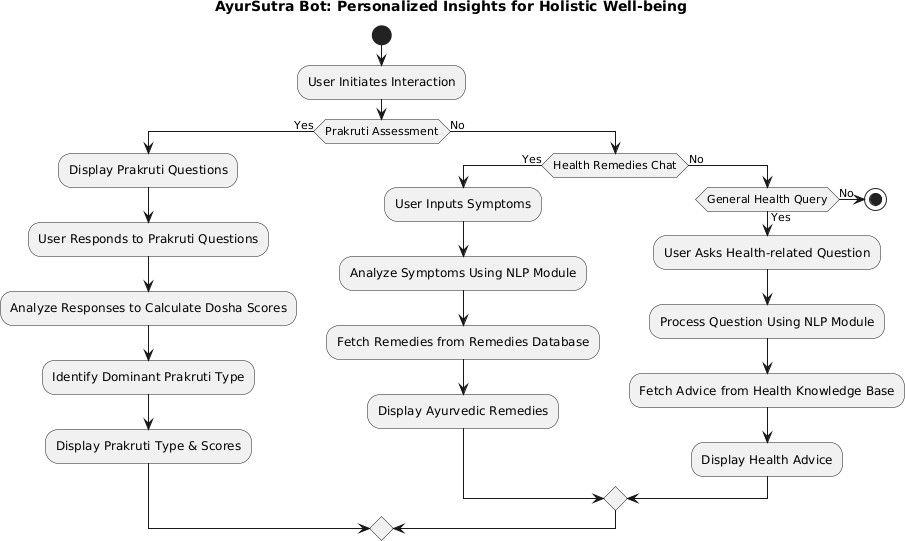 AyurSutra Bot: Personalized Insights for Holistic Well-being
User Initiates Interaction
Yes
Prakruti Assessment
No
Display Prakruti Questions
User Responds to Prakruti Questions
Analyze Responses to Calculate Dosha Scores
Identify Dominant Prakruti Type
Display Prakruti Type & Scores
Yes
Health Remedies Chat
No
User Inputs Symptoms
Analyze Symptoms Using NLP Module
Fetch Remedies from Remedies Database
Display Ayurvedic Remedies
General Health Query
No
Yes
User Asks Health-related Question
Process Question Using NLP Module
Fetch Advice from Health Knowledge Base
Display Health Advice